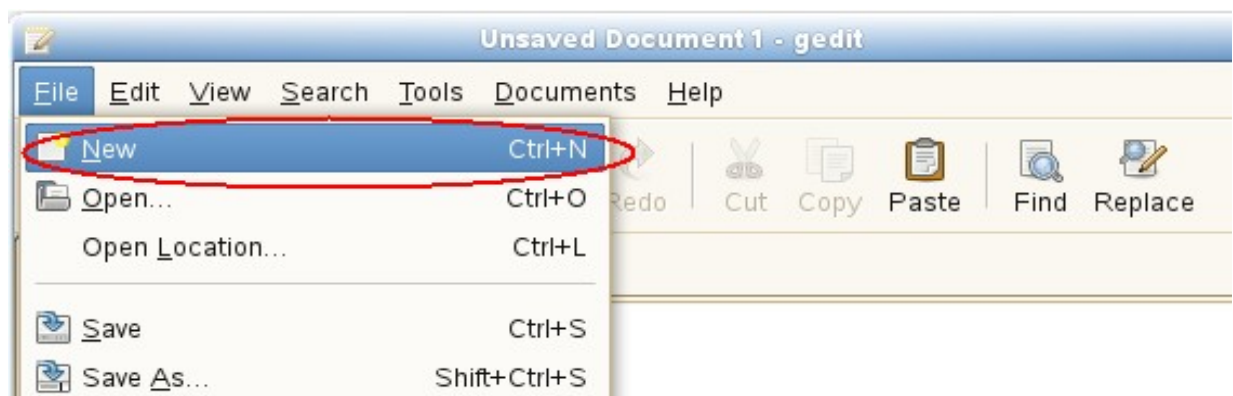 Unsaved Document 1 - gedit
File Edit View Search Tools Documents Help
New Ctrl+N
Redo Cut Copy Paste Find Replace
Open... Ctrl+O
Open Location... Ctrl+L
Save Ctrl+S
Save As... Shift+Ctrl+S